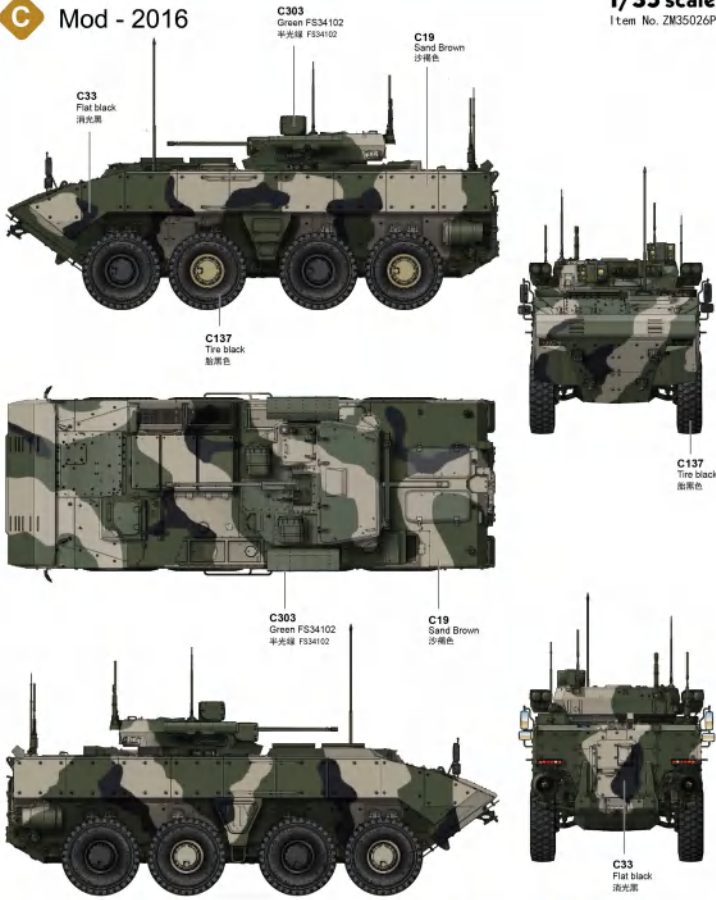 C Mod - 2016
1/35 scale
Item No. ZM35026P
C303
Green FS34102
半光緑 FS34102
C19
Sand Brown
沙褐色
C33
Flat black
消光黑
C137
Tire black
胎黑色
C137
Tire black
胎黑色
C303
Green FS34102
半光緑 FS34102
C19
Sand Brown
沙褐色
C33
Flat black
消光黑